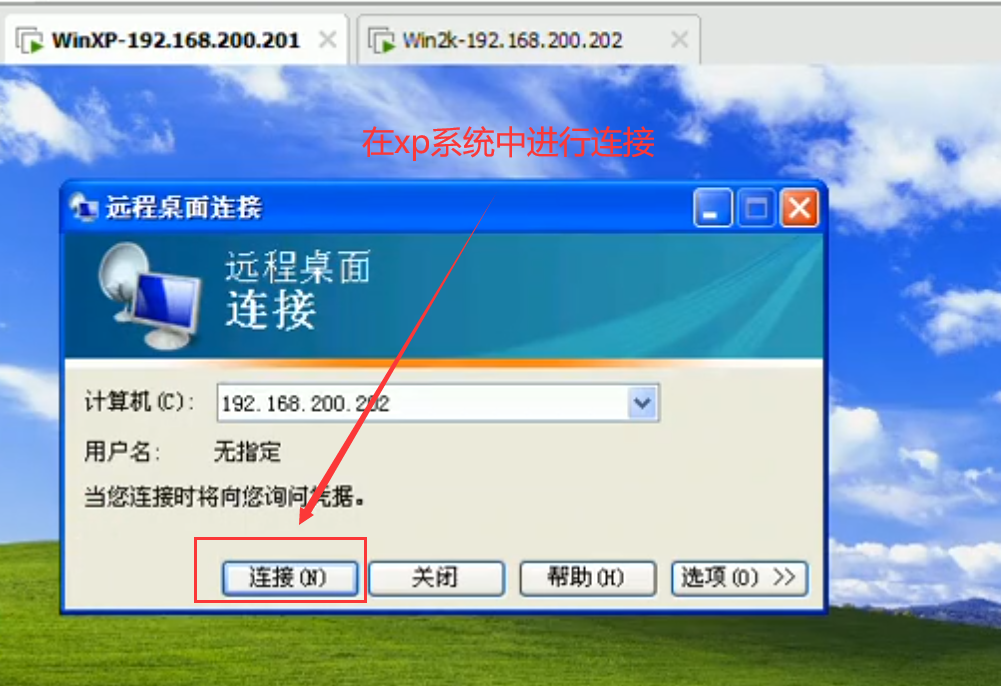 WinXP-192.168.200.201
Win2k-192.168.200.202
在xp系统中进行连接
远程桌面连接
远程桌面
连接
计算机(C):
192.168.200.202
用户名:
无指定
当您连接时将向您询问凭据。
连接(N)
关闭
帮助(H)
选项(O) >>